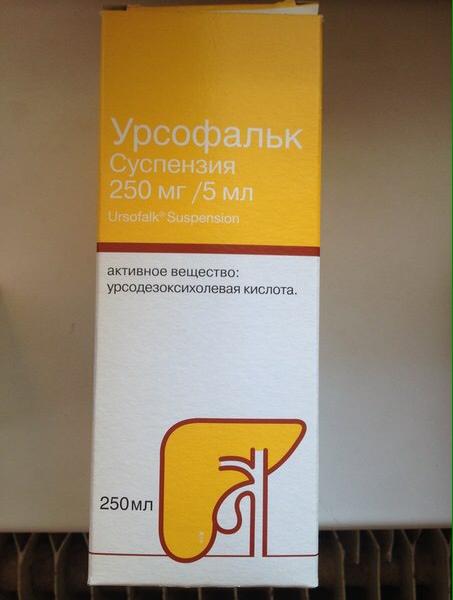 Урсофальк
Суспензия
250 мг /5 мл
Ursofalk® Suspension
активное вещество:
урсодезоксихолевая кислота.
250мл